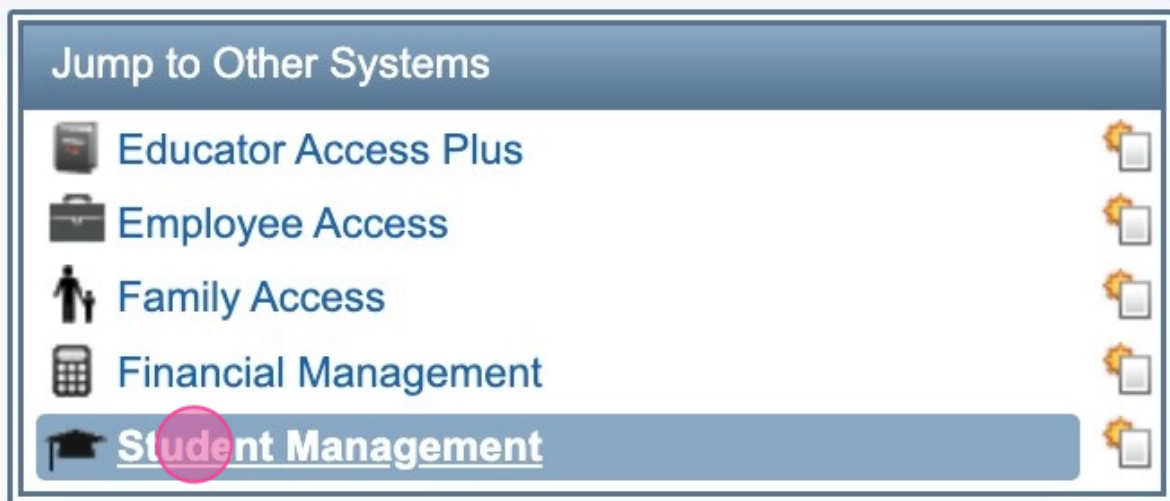 Jump to Other Systems
Educator Access Plus
Employee Access
Family Access
Financial Management
Student Management